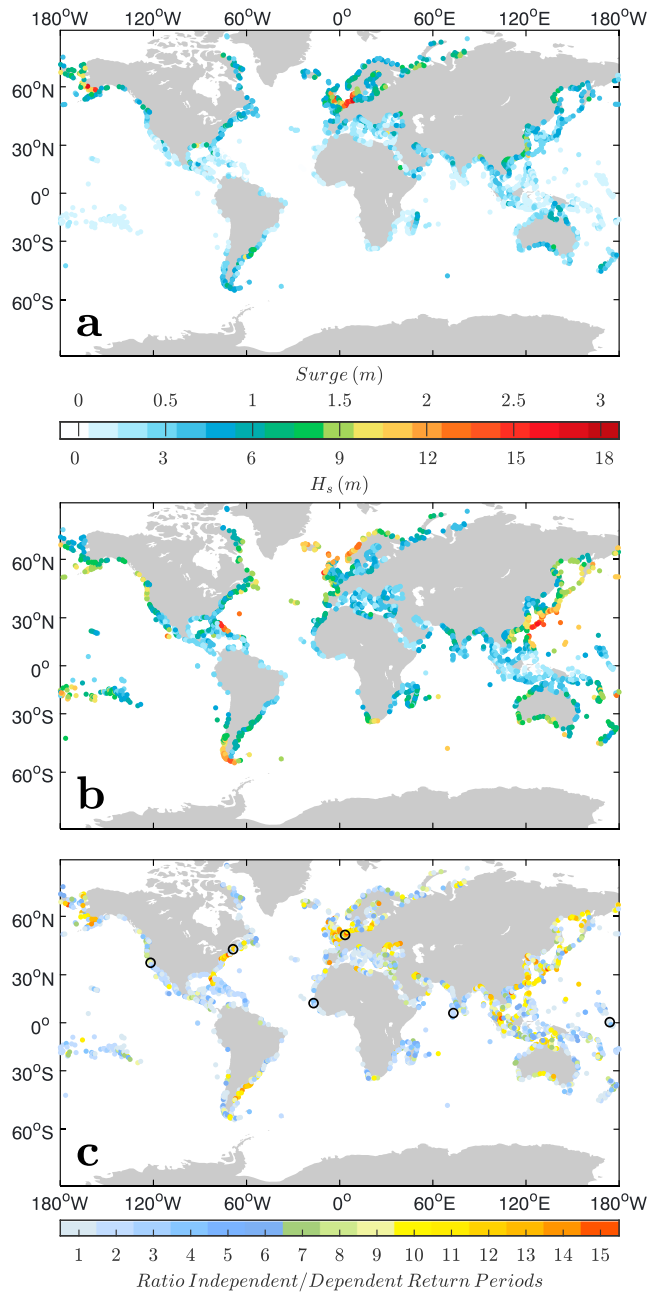 180°W 120°W 60°W 0° 60°E 120°E 180°W
60°N
30°N
0°
30°S
60°S
a
Surge (m)
0 0.5 1 1.5 2 2.5 3
0 3 6 9 12 15 18
H_s (m)
60°N
30°N
0°
30°S
60°S
b
60°N
30°N
0°
30°S
60°S
c
180°W 120°W 60°W 0° 60°E 120°E 180°W
1 2 3 4 5 6 7 8 9 10 11 12 13 14 15
Ratio Independent/Dependent Return Periods